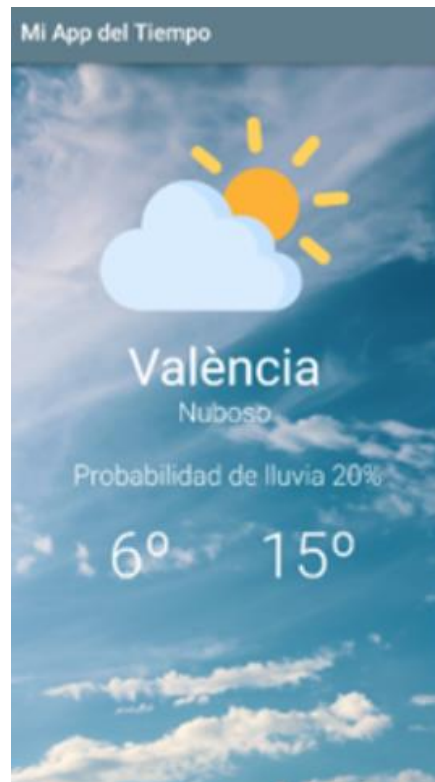 Mi App del Tiempo
València
Nuboso
Probabilidad de lluvia 20%
6º 15º